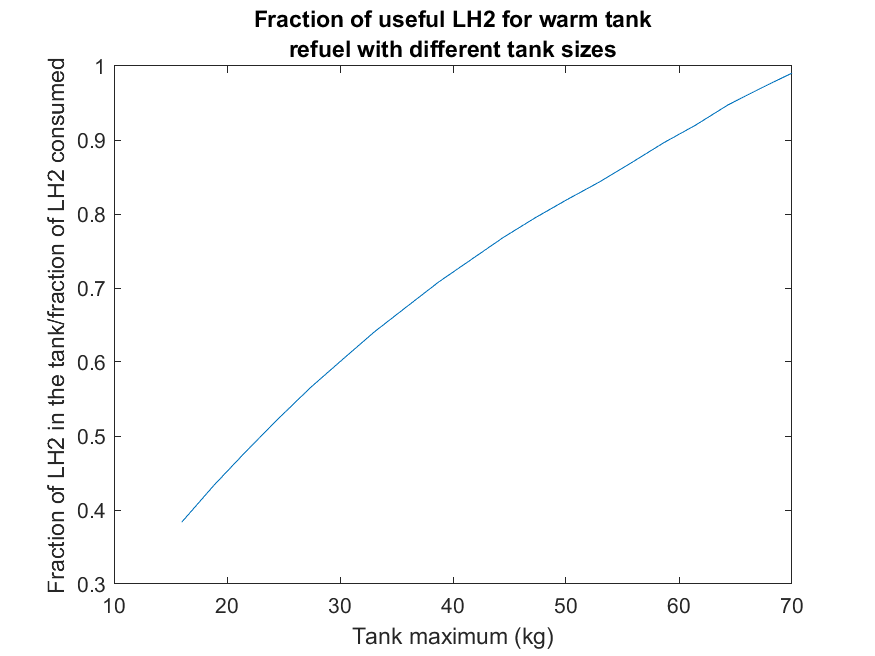 Fraction of useful LH2 for warm tank
refuel with different tank sizes
Fraction of LH2 in the tank/fraction of LH2 consumed
1
0.9
0.8
0.7
0.6
0.5
0.4
0.3
10 20 30 40 50 60 70
Tank maximum (kg)